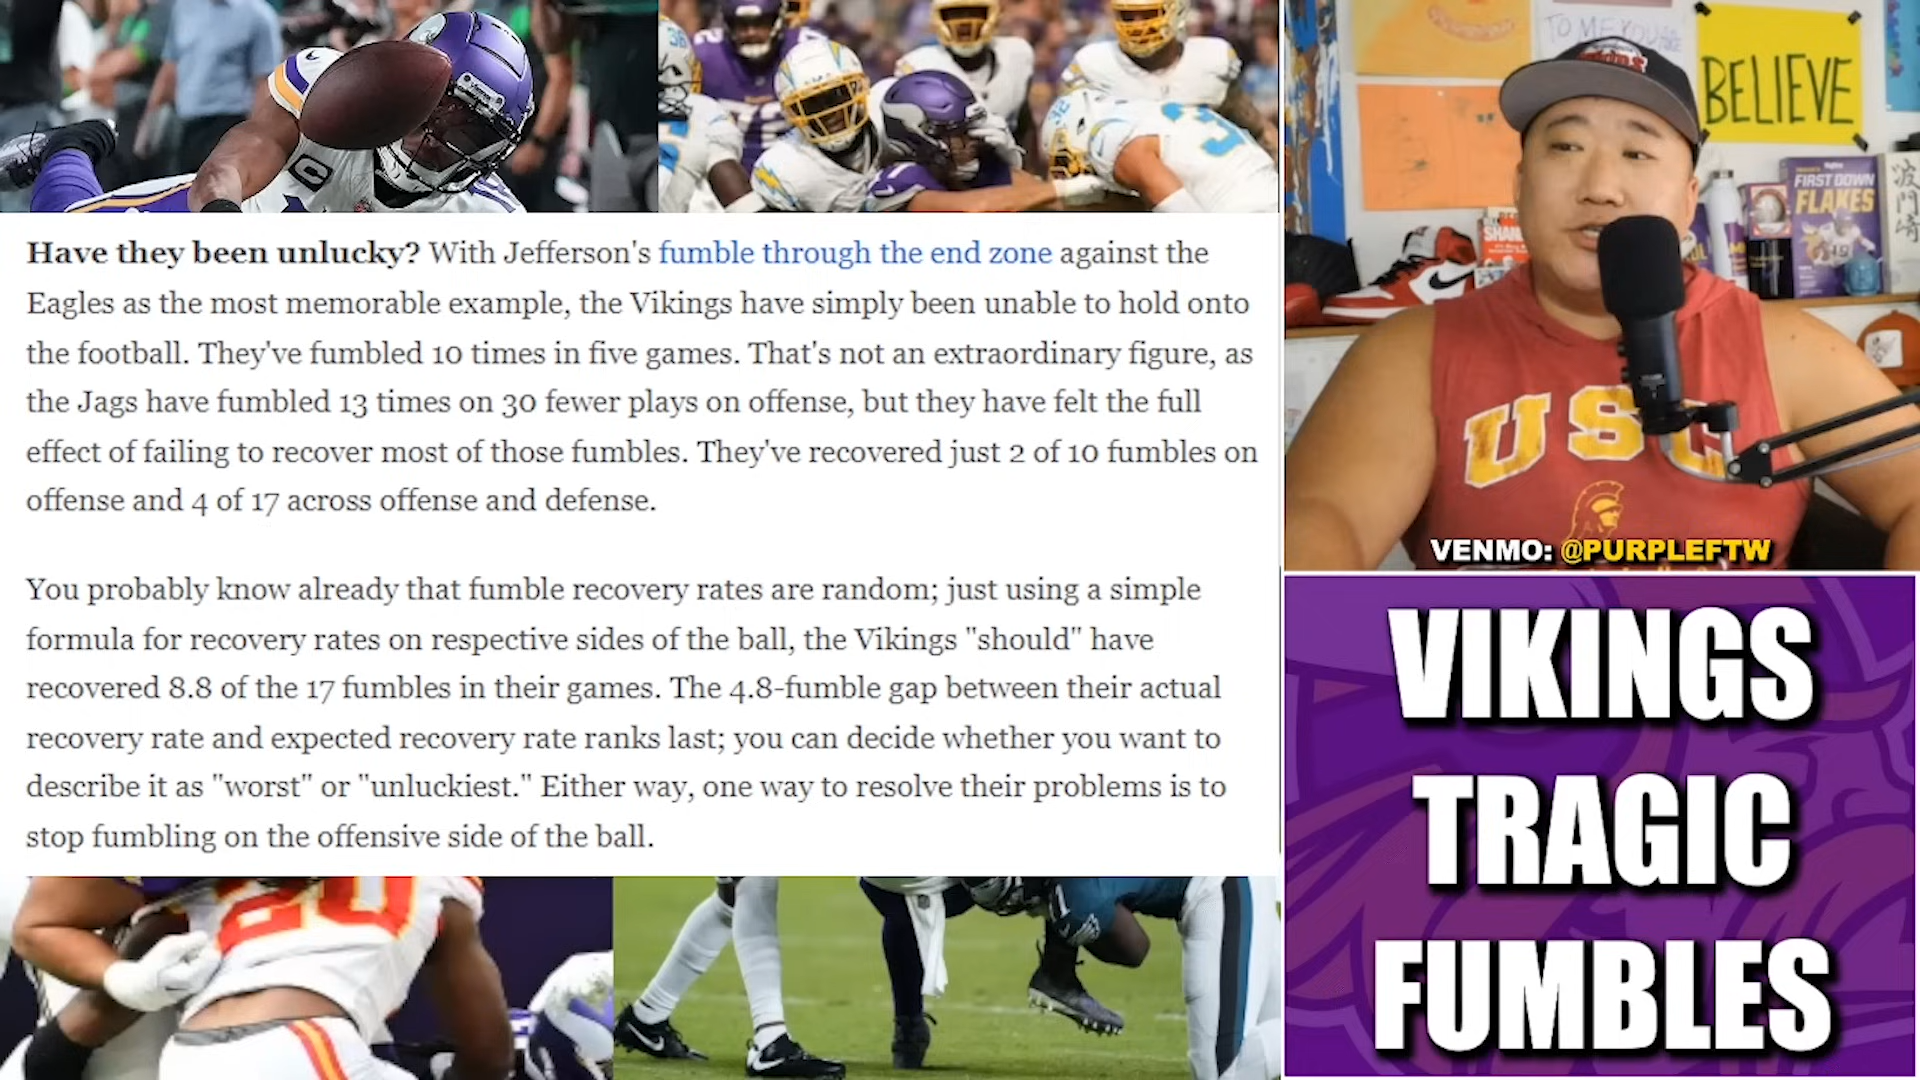 Have they been unlucky? With Jefferson's fumble through the end zone against the
Eagles as the most memorable example, the Vikings have simply been unable to hold onto
the football. They've fumbled 10 times in five games. That's not an extraordinary figure, as
the Jags have fumbled 13 times on 30 fewer plays on offense, but they have felt the full
effect of failing to recover most of those fumbles. They've recovered just 2 of 10 fumbles on
offense and 4 of 17 across offense and defense.
You probably know already that fumble recovery rates are random; just using a simple
formula for recovery rates on respective sides of the ball, the Vikings "should" have
recovered 8.8 of the 17 fumbles in their games. The 4.8-fumble gap between their actual
recovery rate and expected recovery rate ranks last; you can decide whether you want to
describe it as "worst" or "unluckiest." Either way, one way to resolve their problems is to
stop fumbling on the offensive side of the ball.
20
TO ME
BELIEVE
FIRST DOWN
FLAKES
波
門
崎
USC
VENMO: @PURPLEFTW
VIKINGS
TRAGIC
FUMBLES